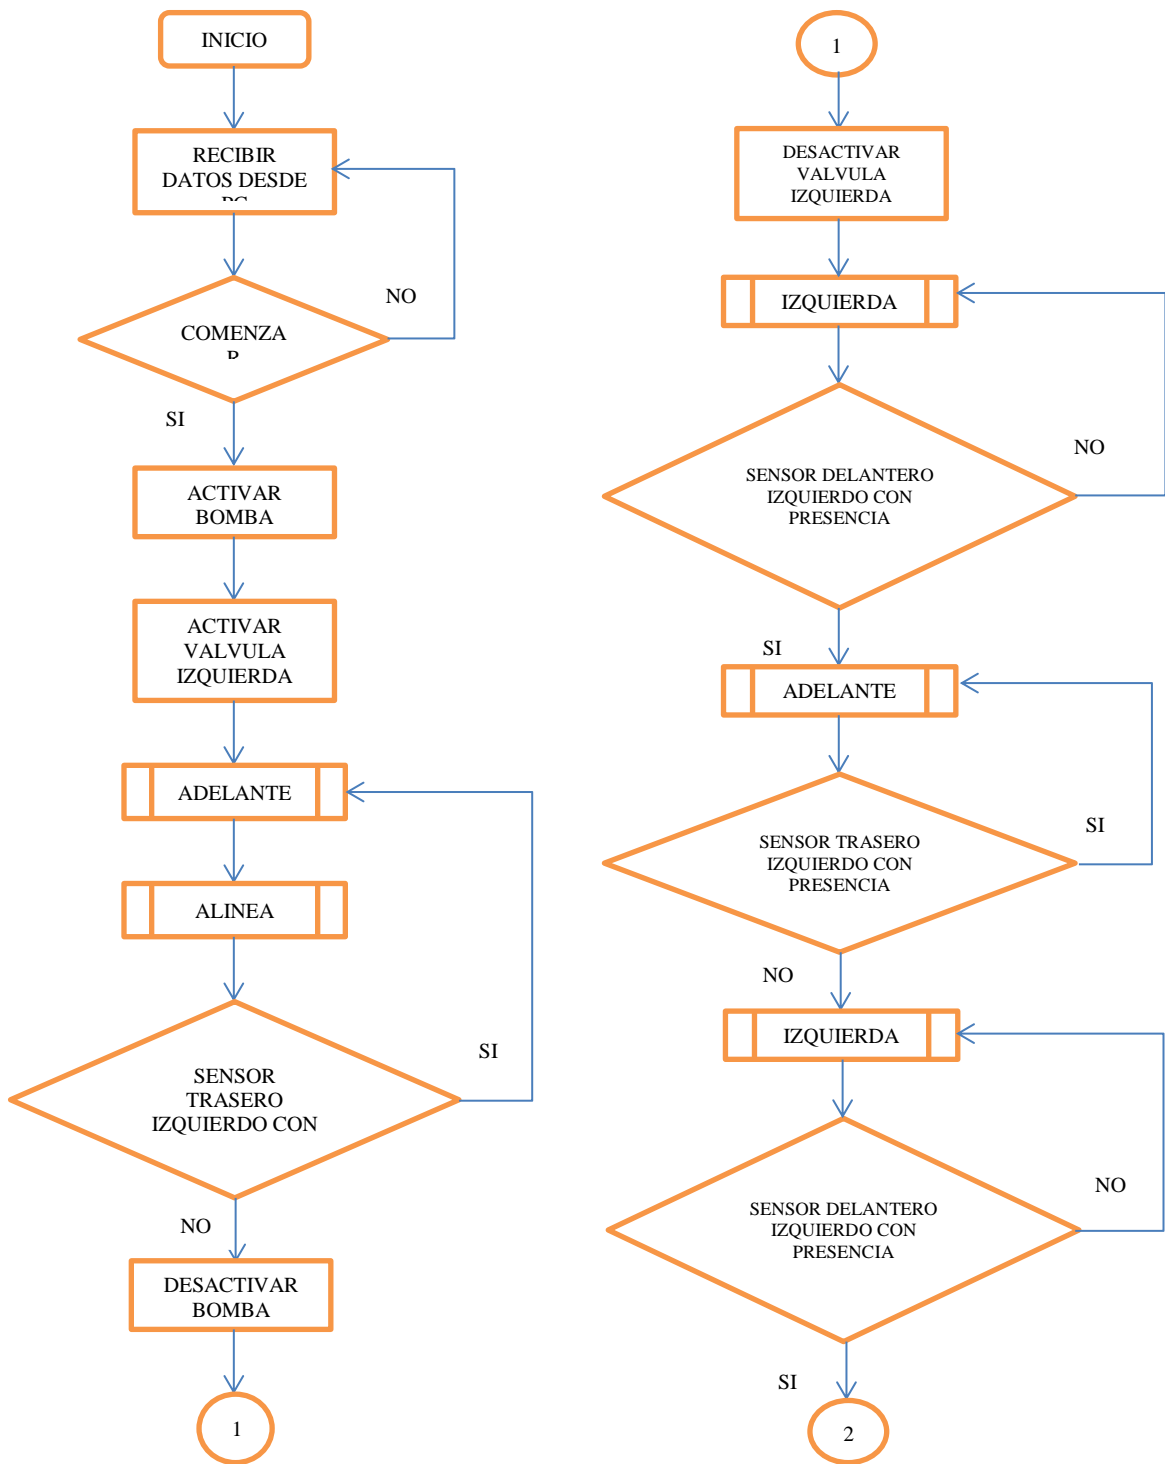 INICIO
RECIBIR
DATOS DESDE
NO
COMENZA
SI
ACTIVAR
BOMBA
ACTIVAR
VALVULA
IZQUIERDA
ADELANTE
ALINEA
SI
SENSOR
TRASERO
IZQUIERDO CON
NO
DESACTIVAR
BOMBA
1
1
DESACTIVAR
VALVULA
IZQUIERDA
IZQUIERDA
NO
SENSOR DELANTERO
IZQUIERDO CON
PRESENCIA
SI
ADELANTE
SI
SENSOR TRASERO
IZQUIERDO CON
PRESENCIA
NO
IZQUIERDA
NO
SENSOR DELANTERO
IZQUIERDO CON
PRESENCIA
SI
2